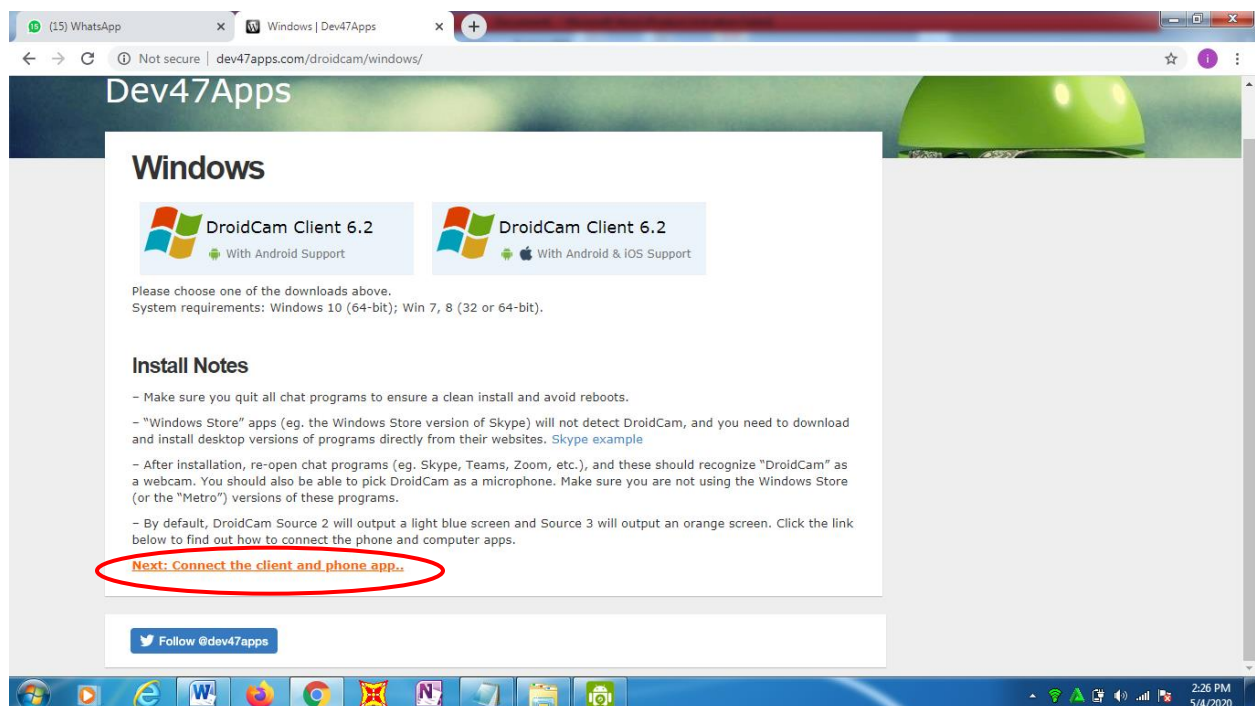 (15) WhatsApp
Windows | Dev47Apps
Not secure | dev47apps.com/droidcam/windows/
i
Dev47Apps
Windows
DroidCam Client 6.2
With Android Support
DroidCam Client 6.2
With Android & iOS Support
Please choose one of the downloads above.
System requirements: Windows 10 (64-bit); Win 7, 8 (32 or 64-bit).
Install Notes
– Make sure you quit all chat programs to ensure a clean install and avoid reboots.
– “Windows Store” apps (eg. the Windows Store version of Skype) will not detect DroidCam, and you need to download
and install desktop versions of programs directly from their websites. Skype example
– After installation, re-open chat programs (eg. Skype, Teams, Zoom, etc.), and these should recognize “DroidCam” as
a webcam. You should also be able to pick DroidCam as a microphone. Make sure you are not using the Windows Store
(or the “Metro”) versions of these programs.
– By default, DroidCam Source 2 will output a light blue screen and Source 3 will output an orange screen. Click the link
below to find out how to connect the phone and computer apps.
Next: Connect the client and phone app..
Follow @dev47apps
2:26 PM
5/4/2020